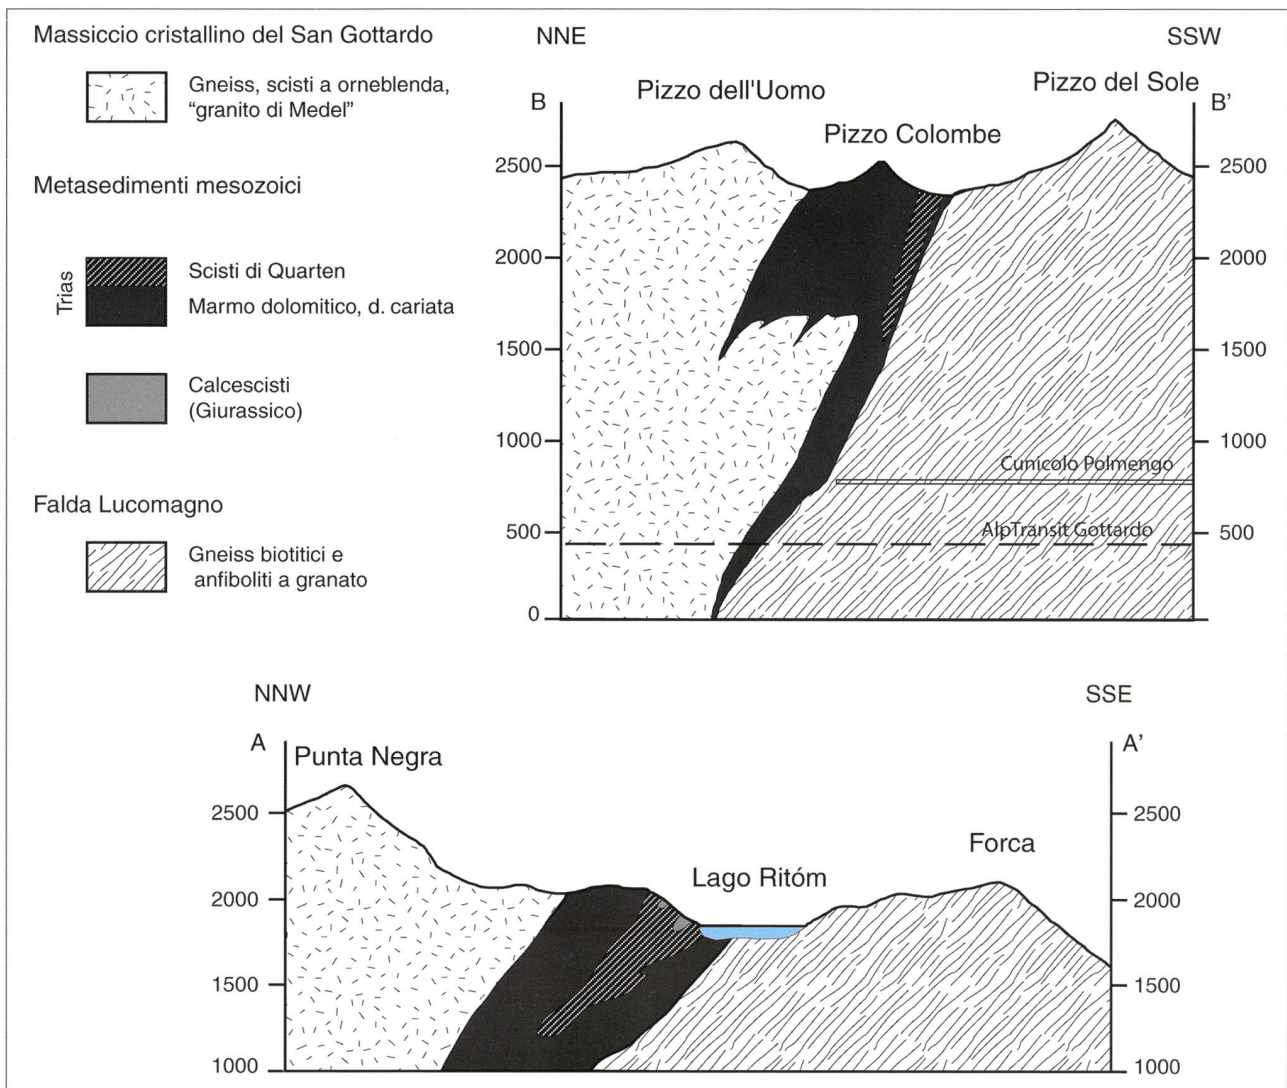 Massiccio cristallino del San Gottardo
Gneiss, scisti a orneblenda,
“granito di Medel”
Metasedimenti mesozoici
Trias
Scisti di Quarten
Marmo dolomitico, d. cariata
Calcescisti
(Giurassico)
Falda Lucomagno
Gneiss biotitici e
anfiboliti a granato
NNE
SSW
Pizzo dell'Uomo
Pizzo del Sole
B
B’
Pizzo Colombe
2500
2500
2000
2000
1500
1500
1000
1000
Cunicolo Polmengo
AlpTransit Gottardo
500
500
0
NNW
SSE
A
A’
Punta Negra
2500
2500
Forca
Lago Ritóm
2000
2000
1500
1500
1000
1000